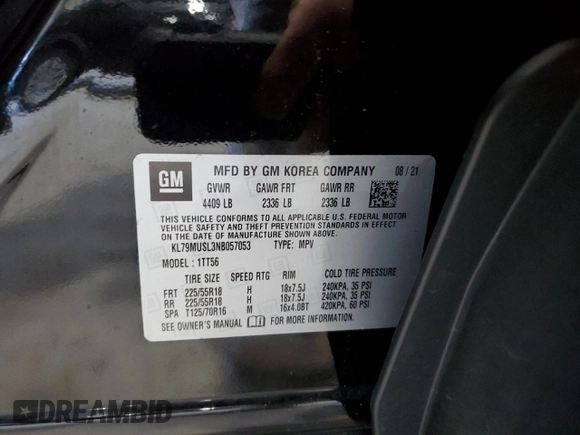 GM
MFD BY GM KOREA COMPANY 08 / 21
GVWR GAWR FRT GAWR RR
4409 LB 2336 LB 2336 LB
THIS VEHICLE CONFORMS TO ALL APPLICABLE U.S. FEDERAL MOTOR
VEHICLE SAFETY AND THEFT PREVENTION STANDARDS IN EFFECT
ON THE DATE OF MANUFACTURE SHOWN ABOVE.
KL79MUSL3NB057053 TYPE: MPV
MODEL : 1TT56
TIRE SIZE SPEED RTG RIM COLD TIRE PRESSURE
FRT 225/55R18 H 18x7.5J 240KPA, 35 PSI
RR 225/55R18 H 18x7.5J 240KPA, 35 PSI
SPA T125/70R16 M 16x4.0BT 420KPA, 60 PSI
SEE OWNER'S MANUAL FOR MORE INFORMATION.
DREAMBID